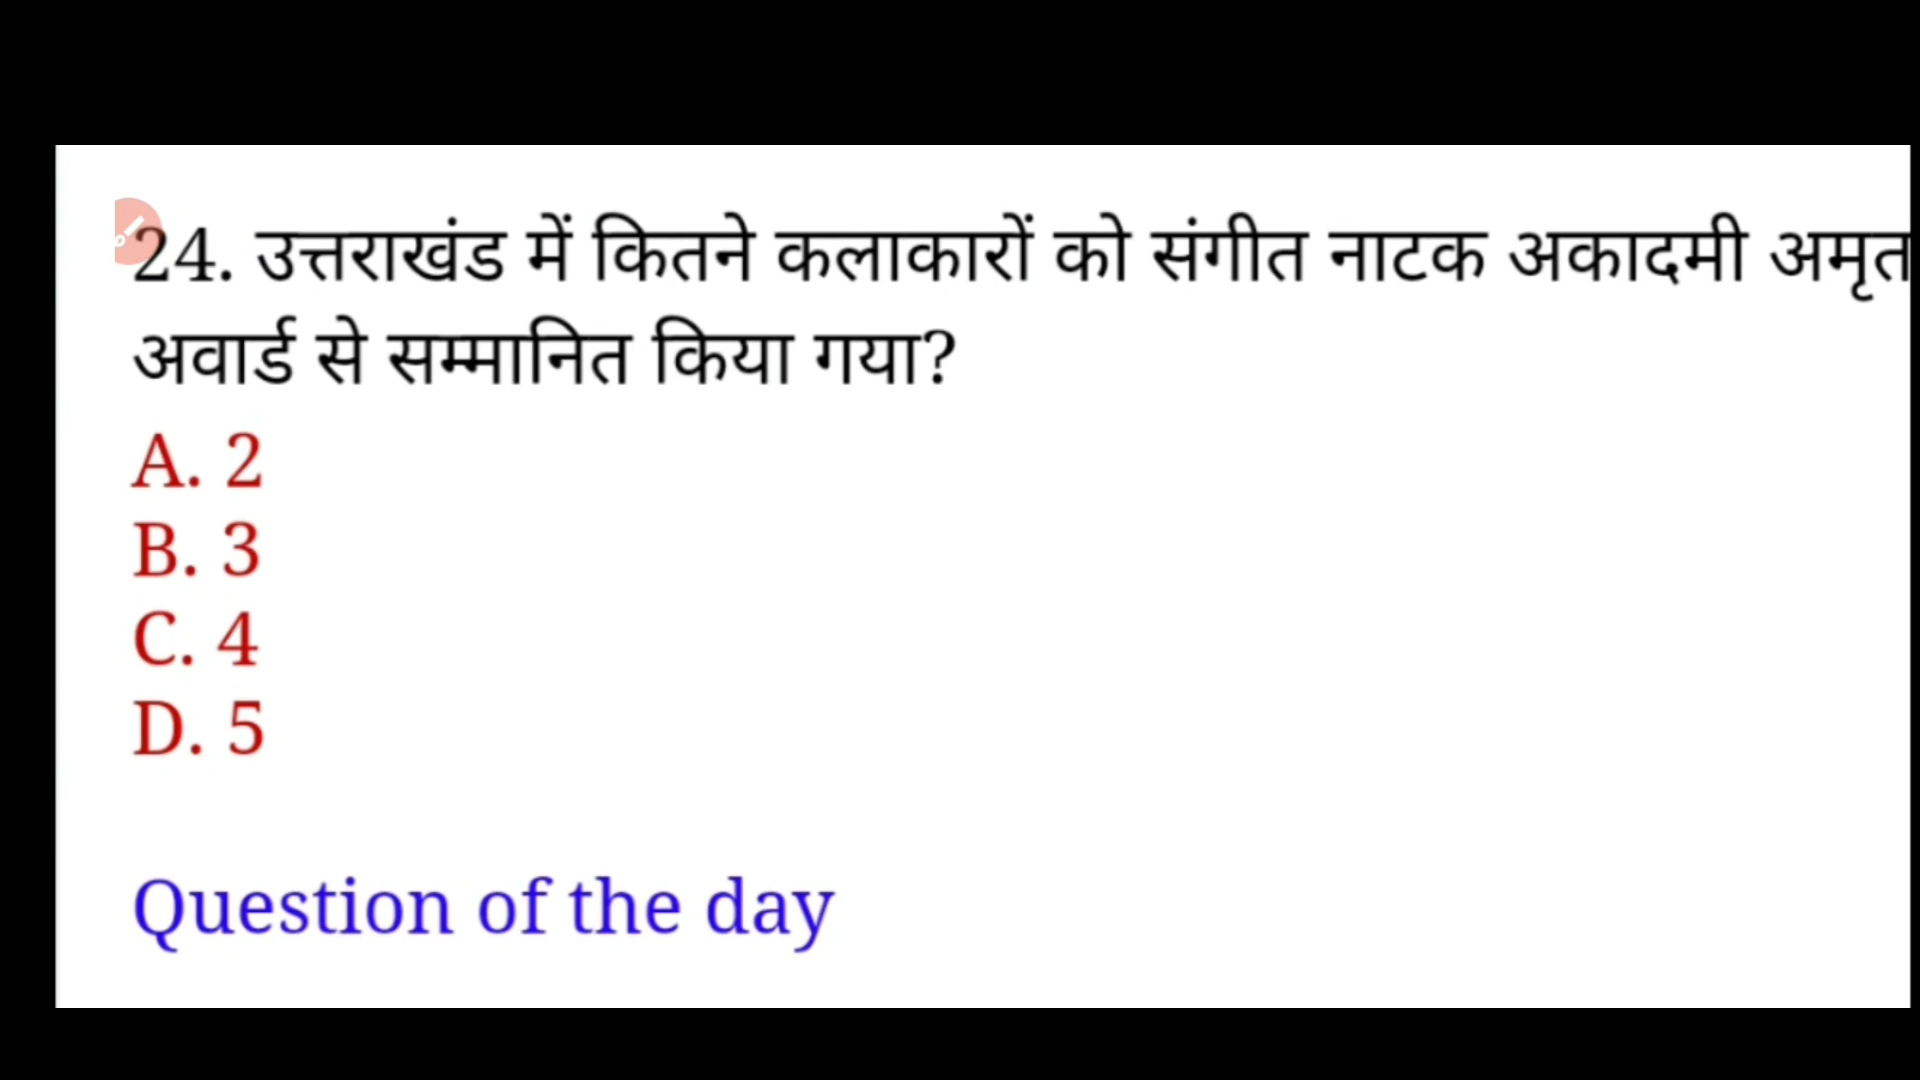 24. उत्तराखंड में कितने कलाकारों को संगीत नाटक अकादमी अमृत
अवार्ड से सम्मानित किया गया?
A. 2
B. 3
C. 4
D. 5
Question of the day